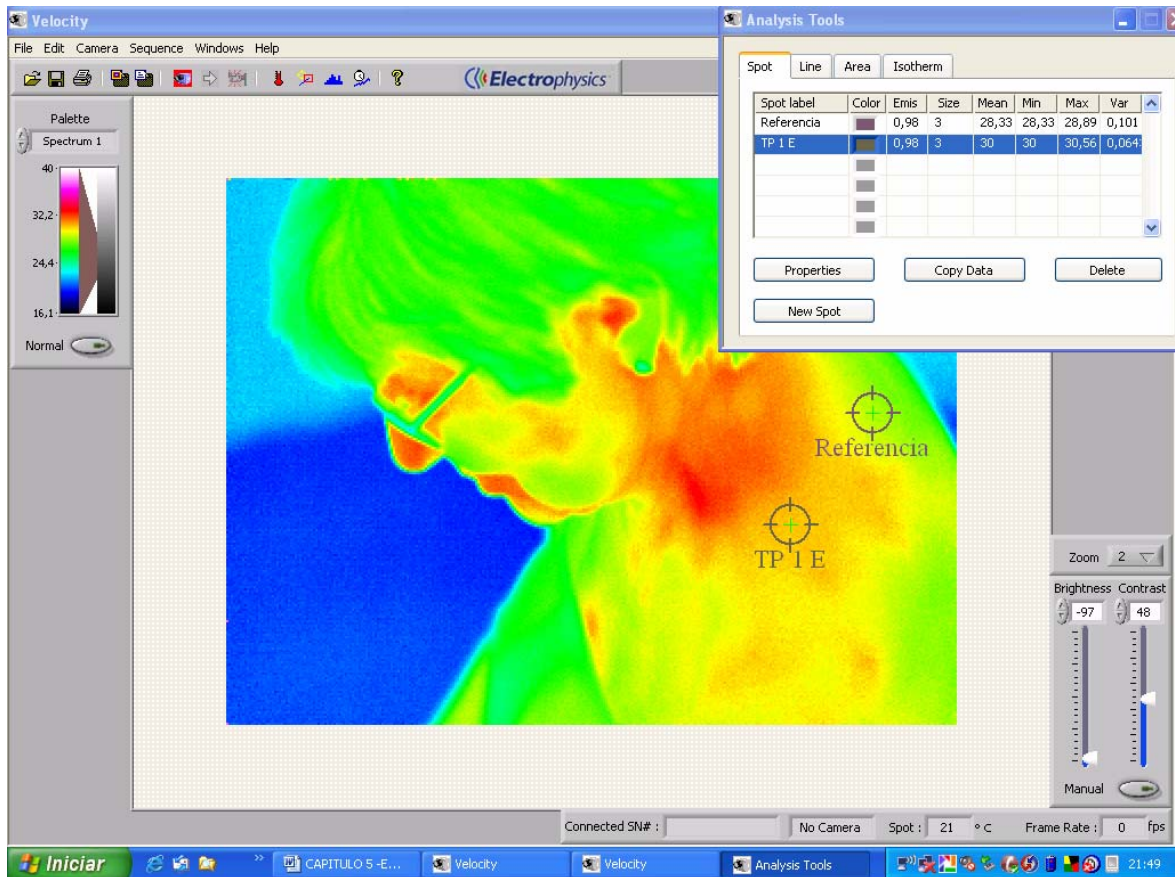 Velocity
File Edit Camera Sequence Windows Help
Electrophysics
Palette
Spectrum 1
40
32,2
24,4
16,1
Normal
Analysis Tools
Spot Line Area Isotherm
Spot label Color Emis Size Mean Min Max Var
Referencia 0,98 3 28,33 28,33 28,89 0,101
TP 1 E 0,98 3 30 30 30,56 0,064
Properties Copy Data Delete
New Spot
Referencia
TP 1 E
Zoom 2
Brightness Contrast
-97 48
Manual
Connected SN# : No Camera Spot : 21 ° C Frame Rate : 0 fps
Iniciar » CAPITULO 5 -E... Velocity Velocity Analysis Tools 21:49